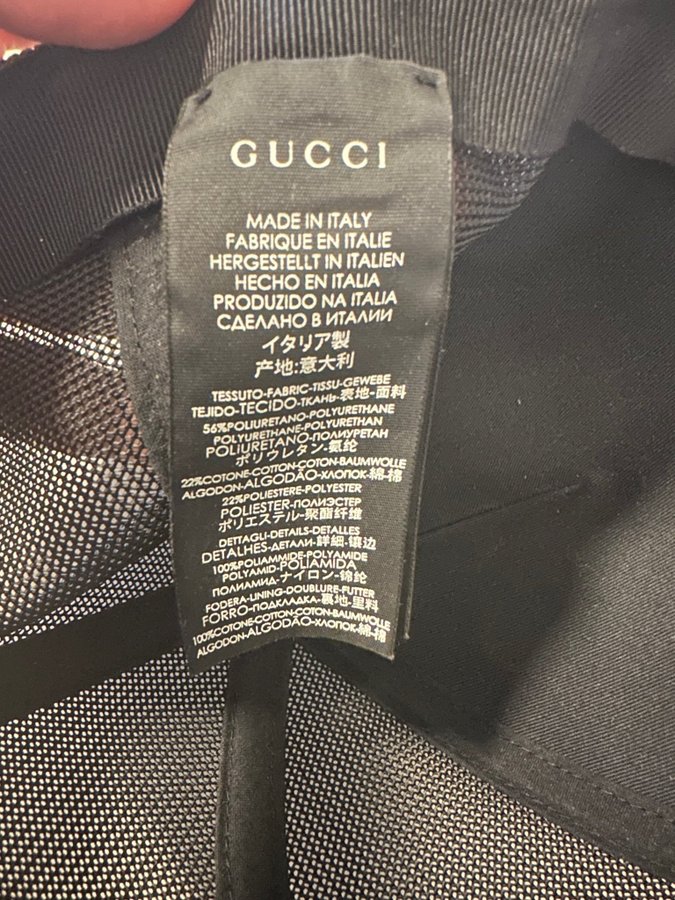 GUCCI
MADE IN ITALY
FABRIQUE EN ITALIE
HERGESTELLT IN ITALIEN
HECHO EN ITALIA
PRODUZIDO NA ITALIA
СДЕЛАНО В ИТАЛИИ
イタリア製
产地:意大利
TESSUTO-FABRIC-TISSU-GEWEBE
TEJIDO-TECIDO-ТКАНЬ-表地-面料
56%POLIURETANO-POLYURETHANE
POLYURETHANE-POLYURETHAN
POLIURETANO-ПОЛИУРЕТАН
ポリウレタン-氨纶
22%COTONE-COTTON-COTON-BAUMWOLLE
ALGODON-ALGODÃO-ХЛОПОК-綿-棉
22%POLIESTERE-POLYESTER
POLIESTER-ПОЛИЭСТЕР
ポリエステル-聚酯纤维
DETTAGLI-DETAILS-DETALLES
DETALHES-ДЕТАЛИ-詳細-镶边
100%POLIAMMIDE-POLYAMIDE
POLYAMID-POLIAMIDA
ПОЛИАМИД-ナイロン-锦纶
FODERA-LINING-DOUBLURE-FUTTER
FORRO-ПОДКЛАДКА-裏地-里料
100%COTONE-COTTON-COTON-BAUMWOLLE
ALGODON-ALGODÃO-ХЛОПОК-綿-棉